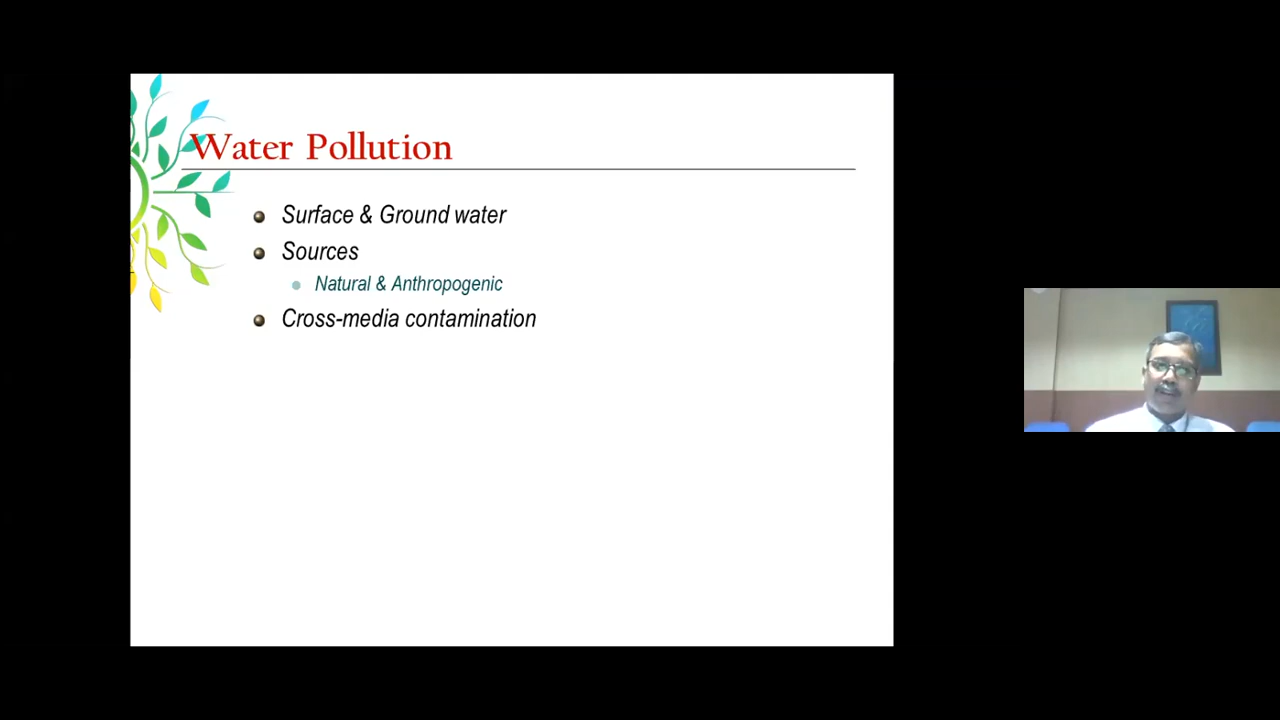 Water Pollution
Surface & Ground water
Sources
Natural & Anthropogenic
Cross-media contamination